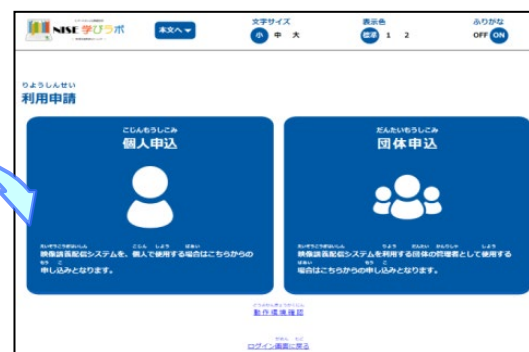 NISE 学びラボ
本文へ
文字サイズ
小 中 大
表示色
標準 1 2
ふりがな
OFF ON
りようしんせい
利用申請
こじんもうしこみ
個人申込
映像講義配信システムを、個人で使用する場合はこちらからの
申し込みとなります。
だんたいもうしこみ
団体申込
映像講義配信システムを利用する団体の管理者として使用する
場合はこちらからの申し込みとなります。
動作環境確認
ログイン画面に戻る